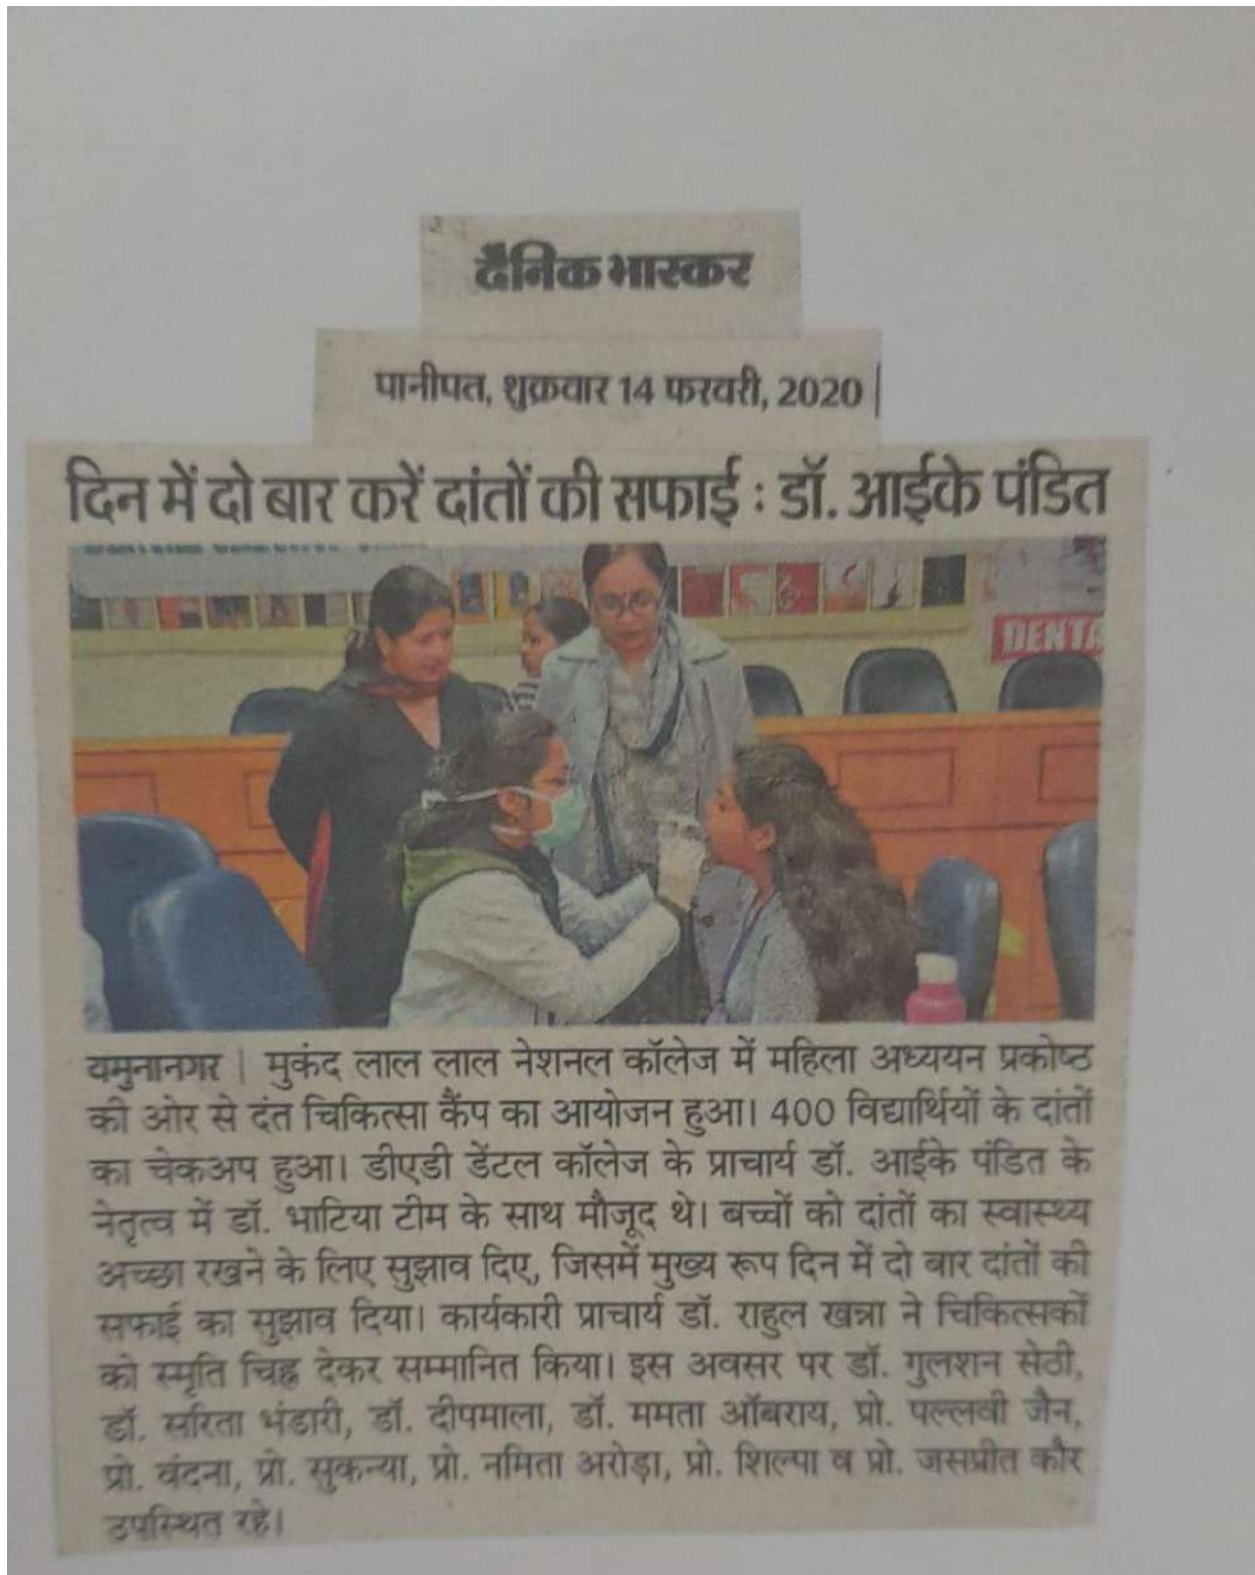 दैनिक भास्कर
पानीपत, शुक्रवार 14 फरवरी, 2020
दिन में दो बार करें दांतों की सफाई : डॉ. आईके पंडित
DENTA
यमुनानगर | मुकंद लाल लाल नेशनल कॉलेज में महिला अध्ययन प्रकोष्ठ
की ओर से दंत चिकित्सा कैंप का आयोजन हुआ। 400 विद्यार्थियों के दांतों
का चेकअप हुआ। डीएडी डेंटल कॉलेज के प्राचार्य डॉ. आईके पंडित के
नेतृत्व में डॉ. भाटिया टीम के साथ मौजूद थे। बच्चों को दांतों का स्वास्थ्य
अच्छा रखने के लिए सुझाव दिए, जिसमें मुख्य रूप दिन में दो बार दांतों की
सफाई का सुझाव दिया। कार्यकारी प्राचार्य डॉ. राहुल खन्ना ने चिकित्सकों
को स्मृति चिह्न देकर सम्मानित किया। इस अवसर पर डॉ. गुलशन सेठी,
डॉ. सरिता भंडारी, डॉ. दीपमाला, डॉ. ममता ऑबराय, प्रो. पल्लवी जैन,
प्रो. वंदना, प्रो. सुकन्या, प्रो. नमिता अरोड़ा, प्रो. शिल्पा व प्रो. जसप्रीत कौर
उपस्थित रहे।